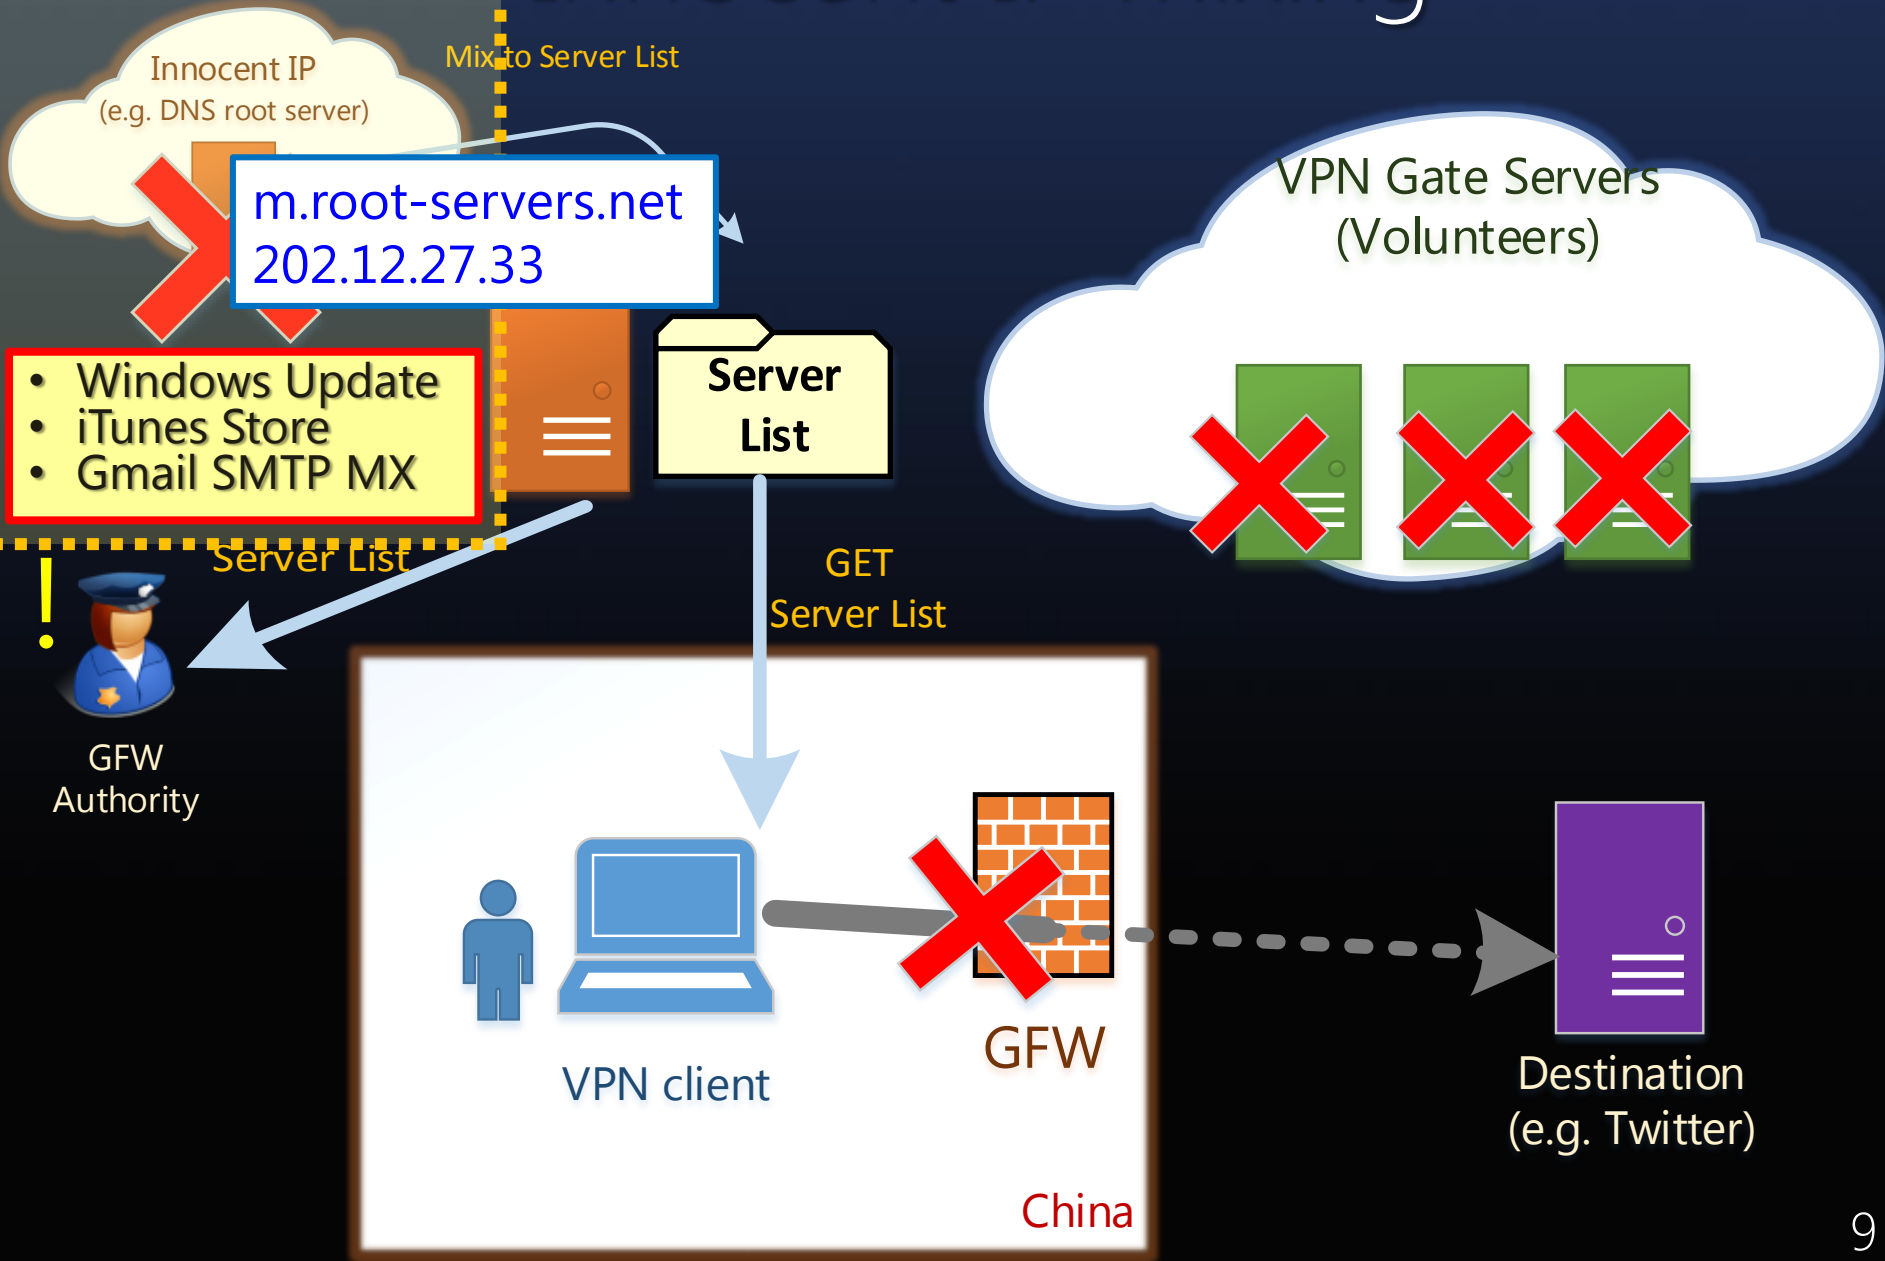 Innocent IP
(e.g. DNS root server)
Mix to Server List
m.root-servers.net
202.12.27.33
VPN Gate Servers
(Volunteers)
• Windows Update
• iTunes Store
• Gmail SMTP MX
Server
List
Server List
GET
Server List
!
GFW
Authority
VPN client
GFW
China
Destination
(e.g. Twitter)
9